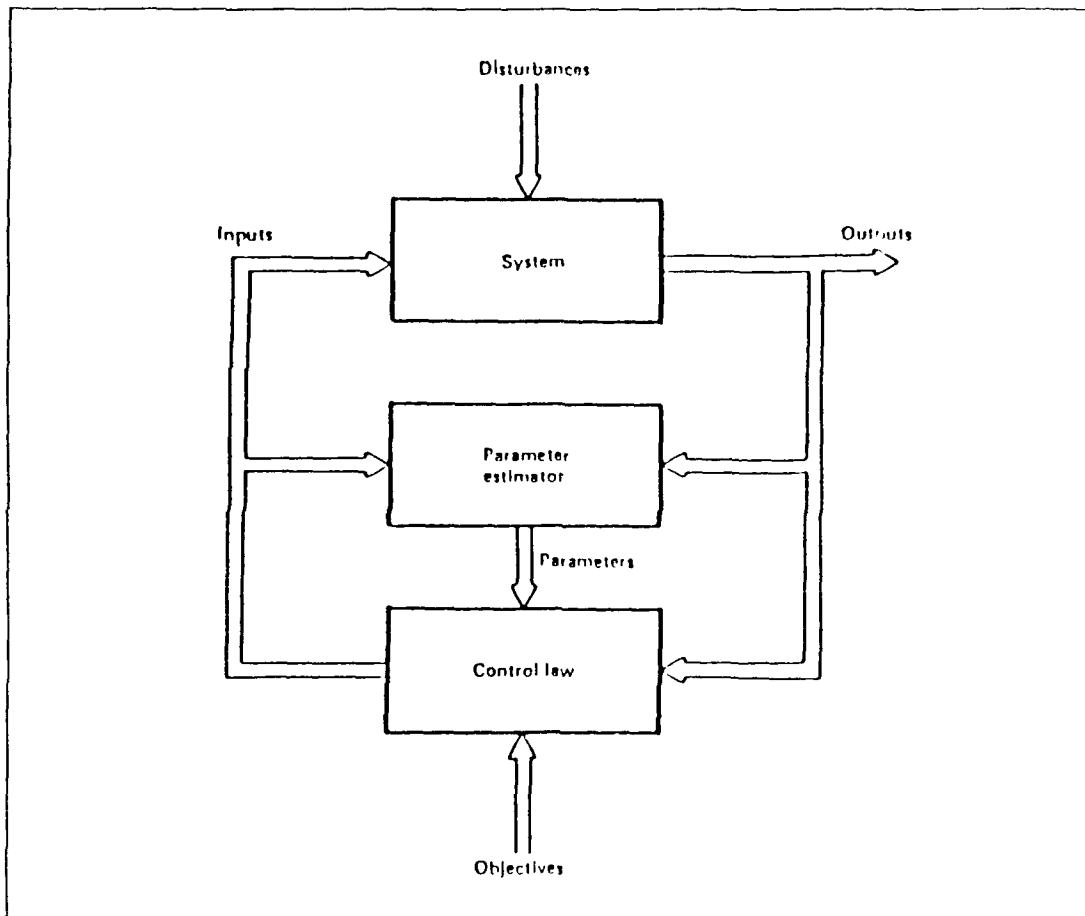 Disturbances
Inputs
Outputs
System
Parameter
estimator
Parameters
Control law
Objectives